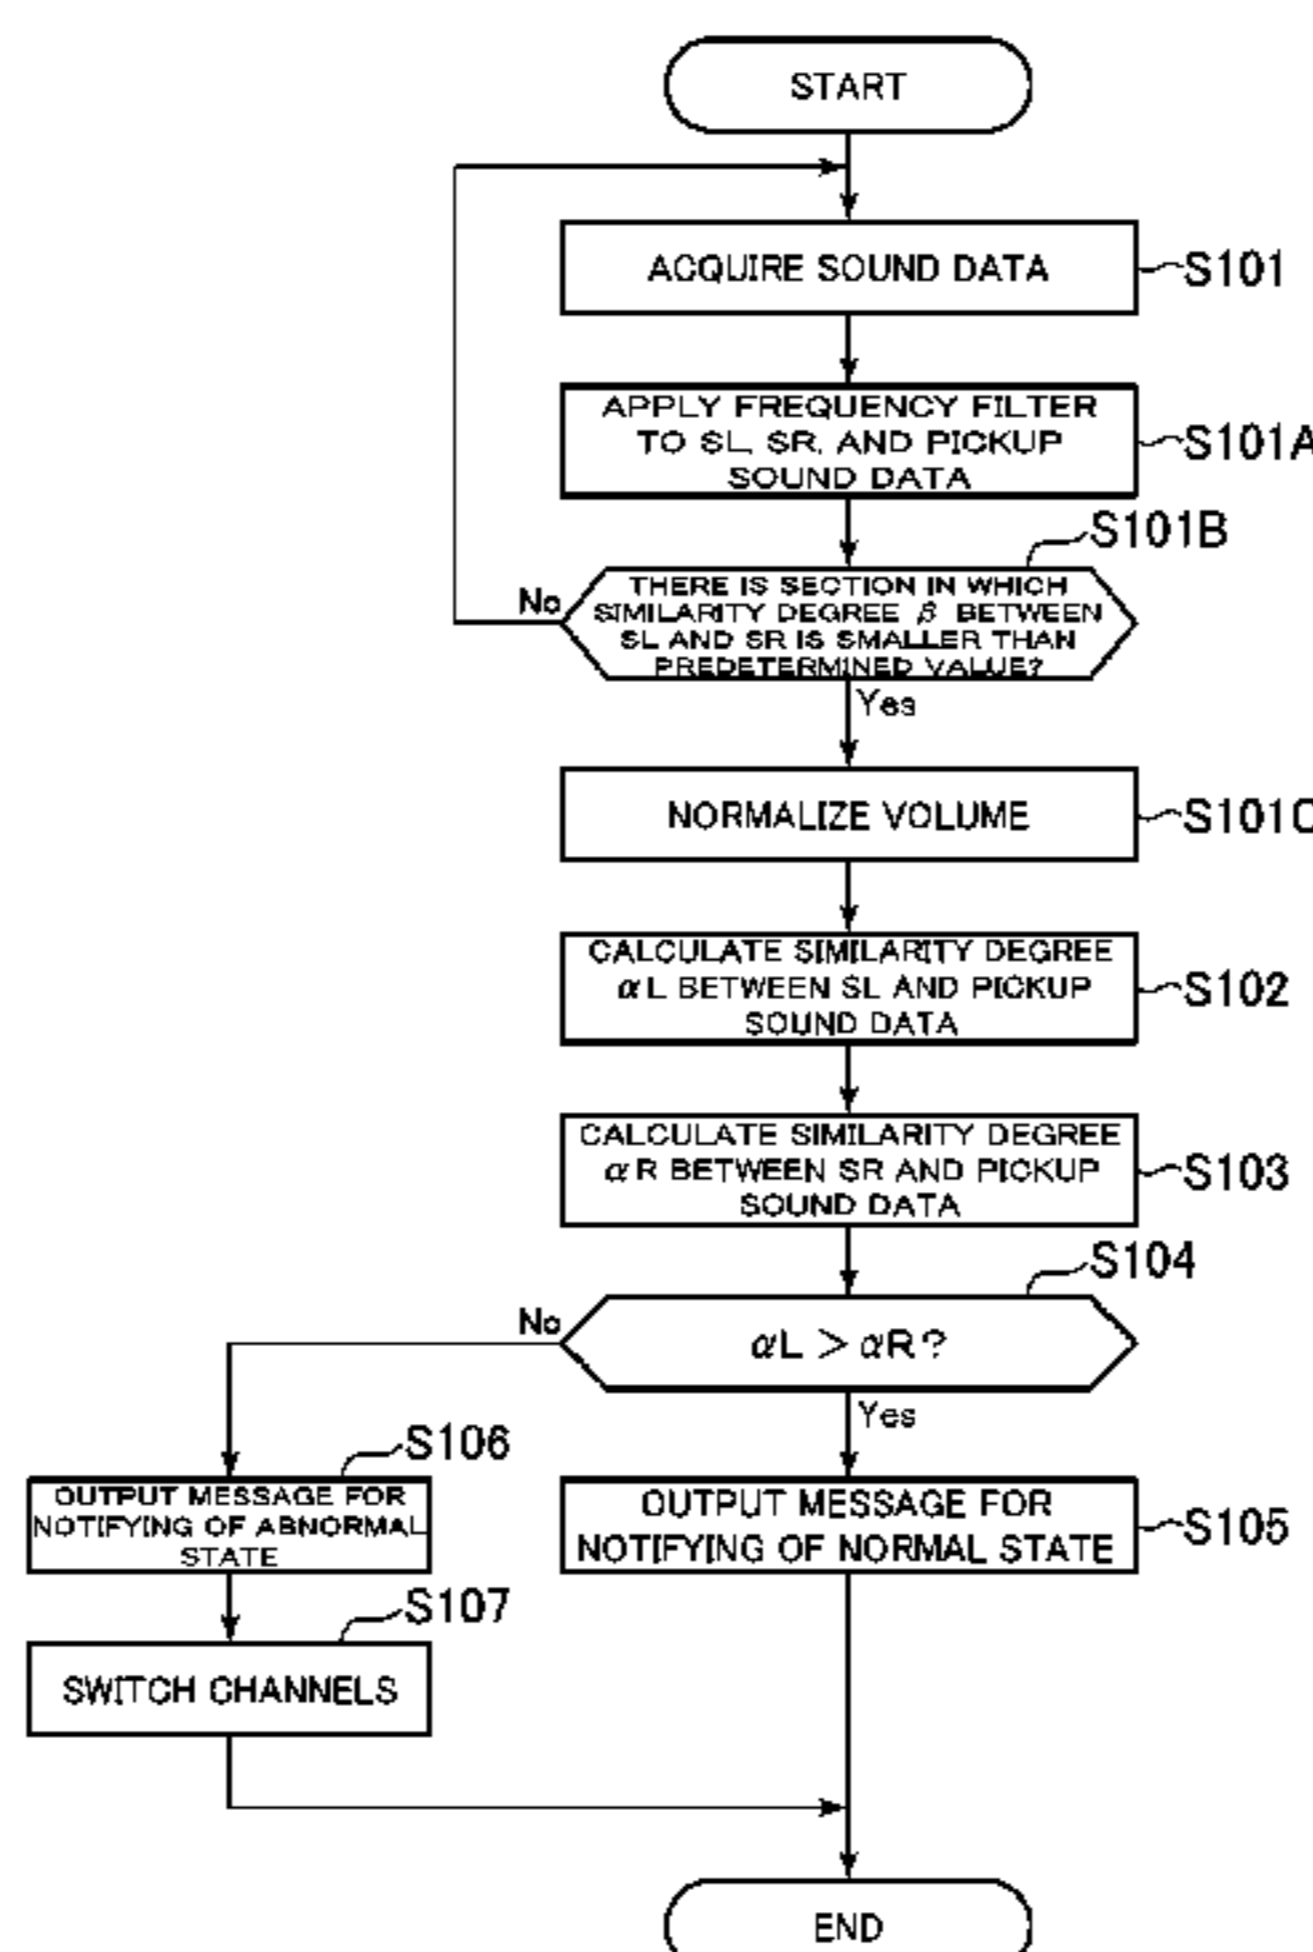 START
ACQUIRE SOUND DATA
S101
APPLY FREQUENCY FILTER
TO SL, SR, AND PICKUP
SOUND DATA
S101A
S101B
THERE IS SECTION IN WHICH
SIMILARITY DEGREE β BETWEEN
SL AND SR IS SMALLER THAN
PREDETERMINED VALUE?
No
Yes
NORMALIZE VOLUME
S101C
CALCULATE SIMILARITY DEGREE
αL BETWEEN SL AND PICKUP
SOUND DATA
S102
CALCULATE SIMILARITY DEGREE
αR BETWEEN SR AND PICKUP
SOUND DATA
S103
S104
αL > αR?
No
Yes
S106
OUTPUT MESSAGE FOR
NOTIFYING OF ABNORMAL
STATE
OUTPUT MESSAGE FOR
NOTIFYING OF NORMAL STATE
S105
S107
SWITCH CHANNELS
END